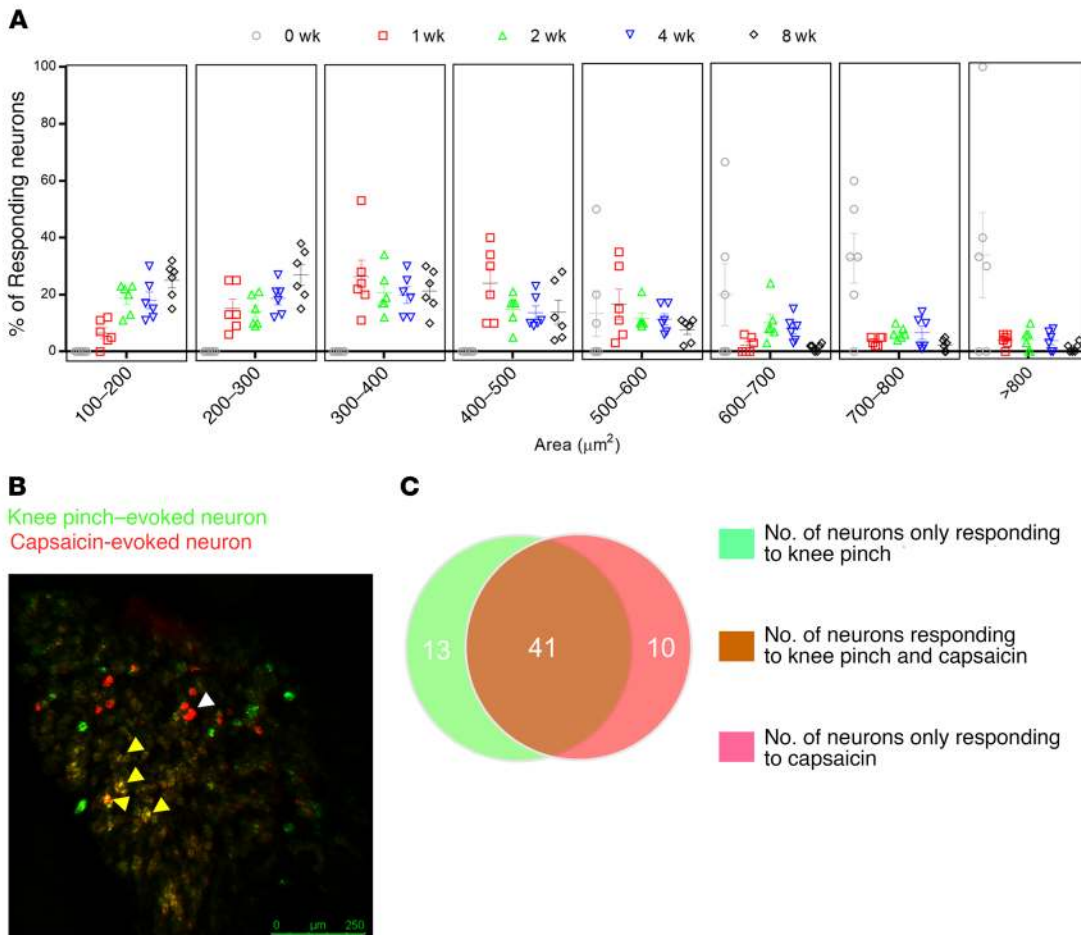 A
0 wk 1 wk 2 wk 4 wk 8 wk
100
80
60
40
20
0
% of Responding neurons
100–200 200–300 300–400 400–500 500–600 600–700 700–800 >800
Area (μm²)
B
Knee pinch–evoked neuron
Capsaicin-evoked neuron
0 μm 250
C
13 41 10
No. of neurons only responding
to knee pinch
No. of neurons responding
to knee pinch and capsaicin
No. of neurons only responding
to capsaicin